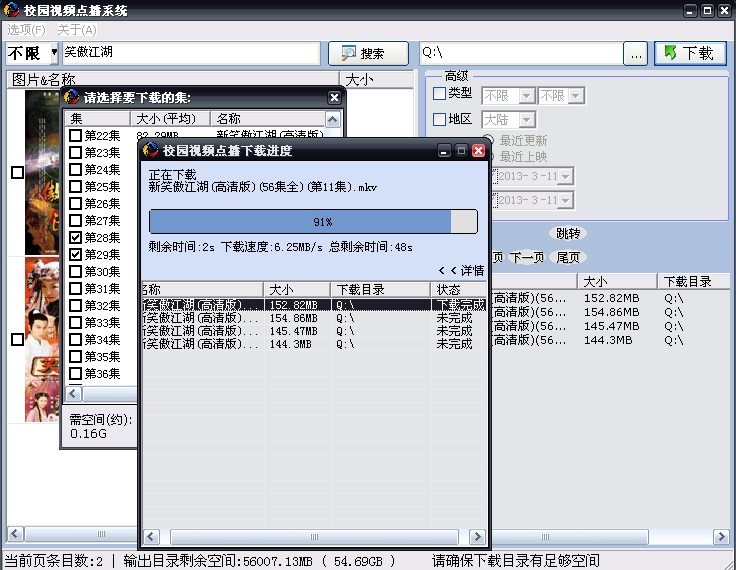 校园视频点播系统
选项(F) 关于(A)
不限 笑傲江湖 搜索 Q:\ ... 下载
图片&名称 大小
高级
类型 不限 不限
地区 大陆
最近更新
最近上映
2013- 3 -11
2013- 3 -11
跳转
页 下一页 尾页
大小 下载目录
高清版)(56... 152.82MB Q:\
高清版)(56... 154.86MB Q:\
高清版)(56... 145.47MB Q:\
高清版)(56... 144.3MB Q:\
请选择要下载的集:
集 大小(平均) 名称
第22集 82.29MB 新笑傲江湖(高清版)
第23集
第24集
第25集
第26集
第27集
第28集
第29集
第30集
第31集
第32集
第33集
第34集
第35集
第36集
需空间(约):
0.16G
校园视频点播下载进度
正在下载
新笑傲江湖(高清版)(56集全)(第11集).mkv
91%
剩余时间:2s 下载速度:6.25MB/s 总剩余时间:48s
<<详情
名称 大小 下载目录 状态
新笑傲江湖(高清版)... 152.82MB Q:\ 下载完成
新笑傲江湖(高清版)... 154.86MB Q:\ 未完成
新笑傲江湖(高清版)... 145.47MB Q:\ 未完成
新笑傲江湖(高清版)... 144.3MB Q:\ 未完成
当前页条目数:2 | 输出目录剩余空间:56007.13MB ( 54.69GB ) 请确保下载目录有足够空间